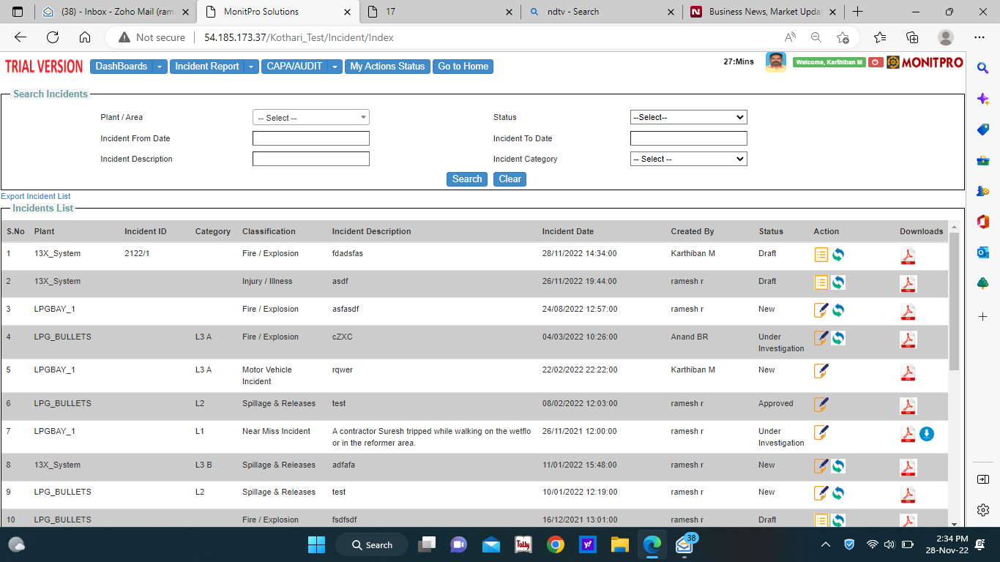 (38) - Inbox - Zoho Mail (ram
MonitPro Solutions
17
ndtv - Search
Business News, Market Upda
Not secure 54.185.173.37/Kothari_Test/Incident/Index
TRIAL VERSION DashBoards Incident Report CAPA/AUDIT My Actions Status Go to Home 27:Mins Welcome, Karthiban M MONITPRO
Search Incidents
Plant / Area -- Select -- Status --Select--
Incident From Date Incident To Date
Incident Description Incident Category -- Select --
Search Clear
Export Incident List
Incidents List
S.No Plant Incident ID Category Classification Incident Description Incident Date Created By Status Action Downloads
1 13X_System 2122/1 Fire / Explosion fdadsfas 28/11/2022 14:34:00 Karthiban M Draft
2 13X_System Injury / Illness asdf 26/11/2022 19:44:00 ramesh r Draft
3 LPGBAY_1 Fire / Explosion asfasdf 24/08/2022 12:57:00 ramesh r New
4 LPG_BULLETS L3 A Fire / Explosion cZXC 04/03/2022 10:26:00 Anand BR Under
Investigation
5 LPGBAY_1 L3 A Motor Vehicle rqwer 22/02/2022 22:22:00 Karthiban M New
Incident
6 LPG_BULLETS L2 Spillage & Releases test 08/02/2022 12:03:00 ramesh r Approved
7 LPGBAY_1 L1 Near Miss Incident A contractor Suresh tripped while walking on the wetflo 26/11/2021 12:00:00 ramesh r Under
or in the reformer area. Investigation
8 13X_System L3 B Spillage & Releases adfafa 11/01/2022 15:48:00 ramesh r New
9 LPG_BULLETS L2 Spillage & Releases test 10/01/2022 12:19:00 ramesh r New
10 LPG_BULLETS Fire / Explosion fsdfsdf 16/12/2021 13:01:00 ramesh r Draft
Search Tally y! 38 2:34 PM
28-Nov-22